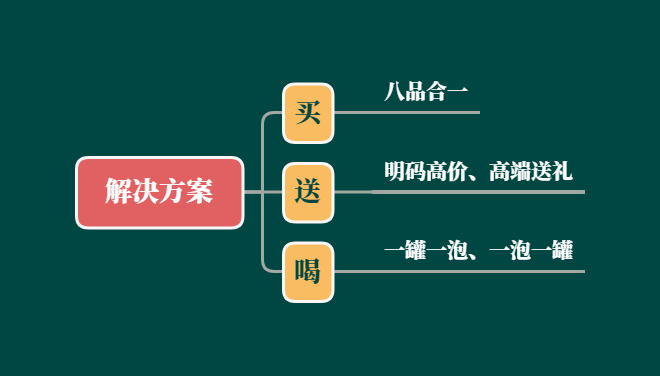 解决方案
买
八品合一
送
明码高价、高端送礼
喝
一罐一泡、一泡一罐